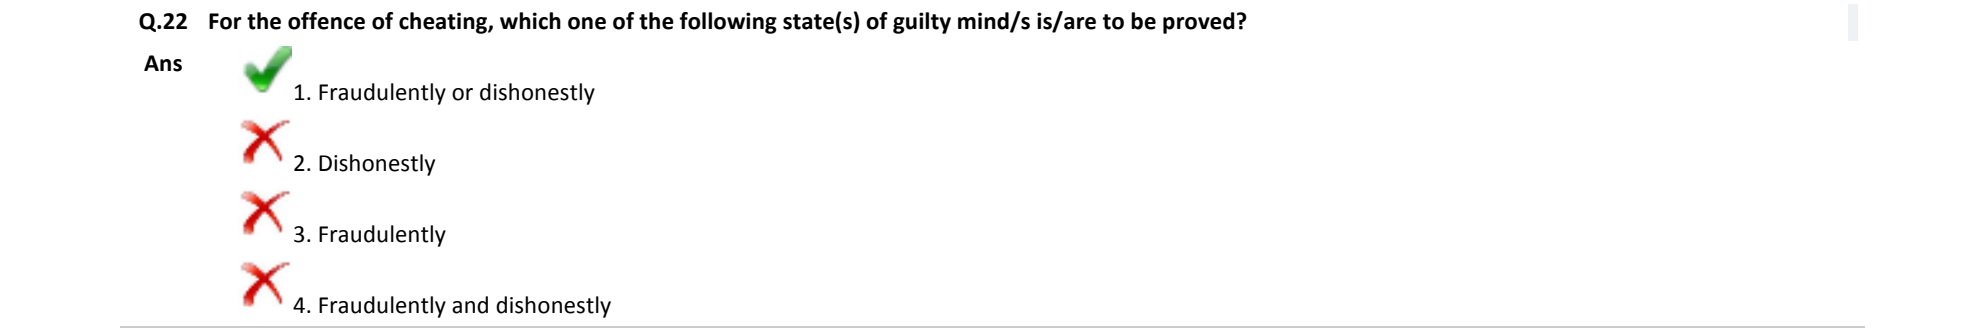 Q.22 For the offence of cheating, which one of the following state(s) of guilty mind/s is/are to be proved?
Ans
1. Fraudulently or dishonestly
2. Dishonestly
3. Fraudulently
4. Fraudulently and dishonestly